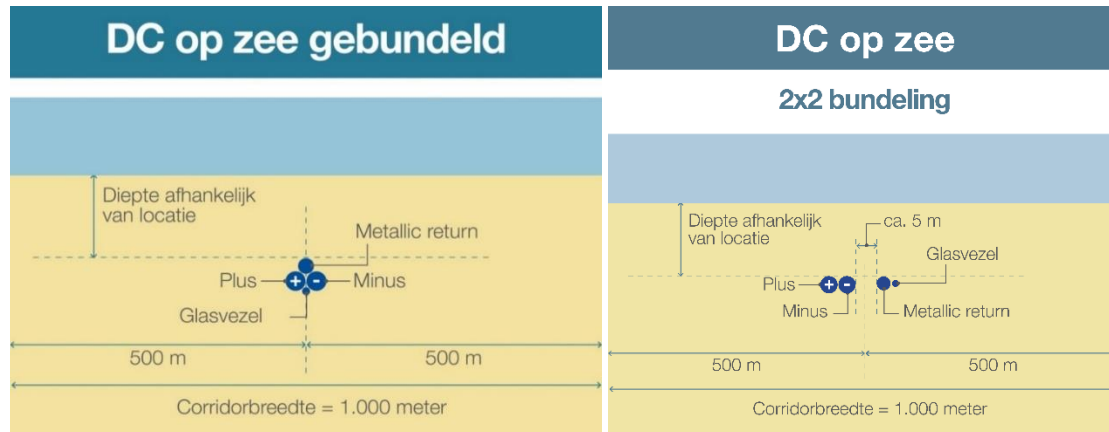 DC op zee gebundeld
Diepte afhankelijk
van locatie
Metallic return
Plus
+
-
Minus
Glasvezel
500 m
500 m
Corridorbreedte = 1.000 meter
DC op zee
2x2 bundeling
Diepte afhankelijk
van locatie
ca. 5 m
Glasvezel
Plus
+
-
Minus
Metallic return
500 m
500 m
Corridorbreedte = 1.000 meter